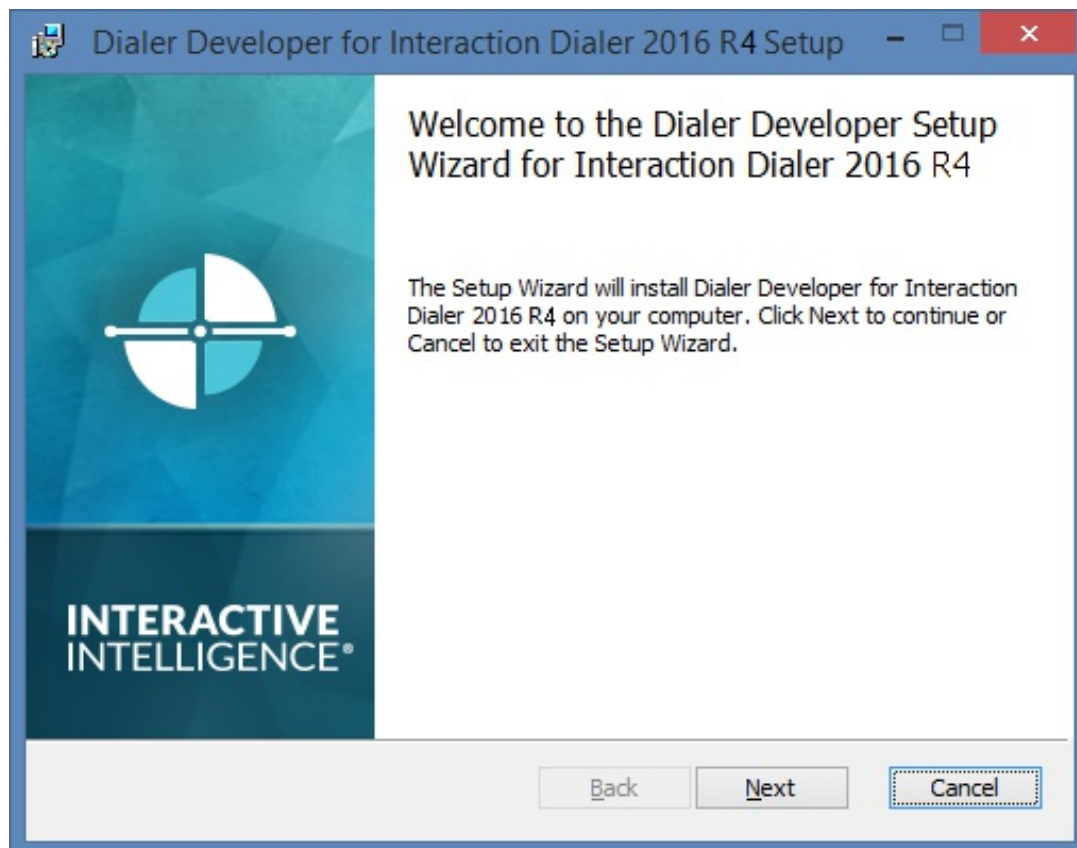 Dialer Developer for Interaction Dialer 2016 R4 Setup
Welcome to the Dialer Developer Setup
Wizard for Interaction Dialer 2016 R4
The Setup Wizard will install Dialer Developer for Interaction
Dialer 2016 R4 on your computer. Click Next to continue or
Cancel to exit the Setup Wizard.
INTERACTIVE
INTELLIGENCE®
Back Next Cancel